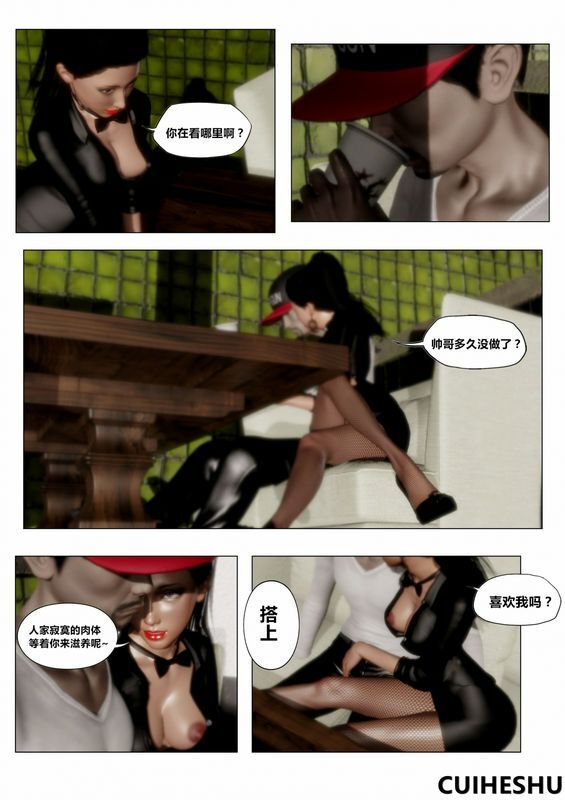 你在看哪里啊？
帅哥多久没做了？
人家寂寞的肉体
等着你来滋养呢~
搭
上
喜欢我吗？
CUIHESHU